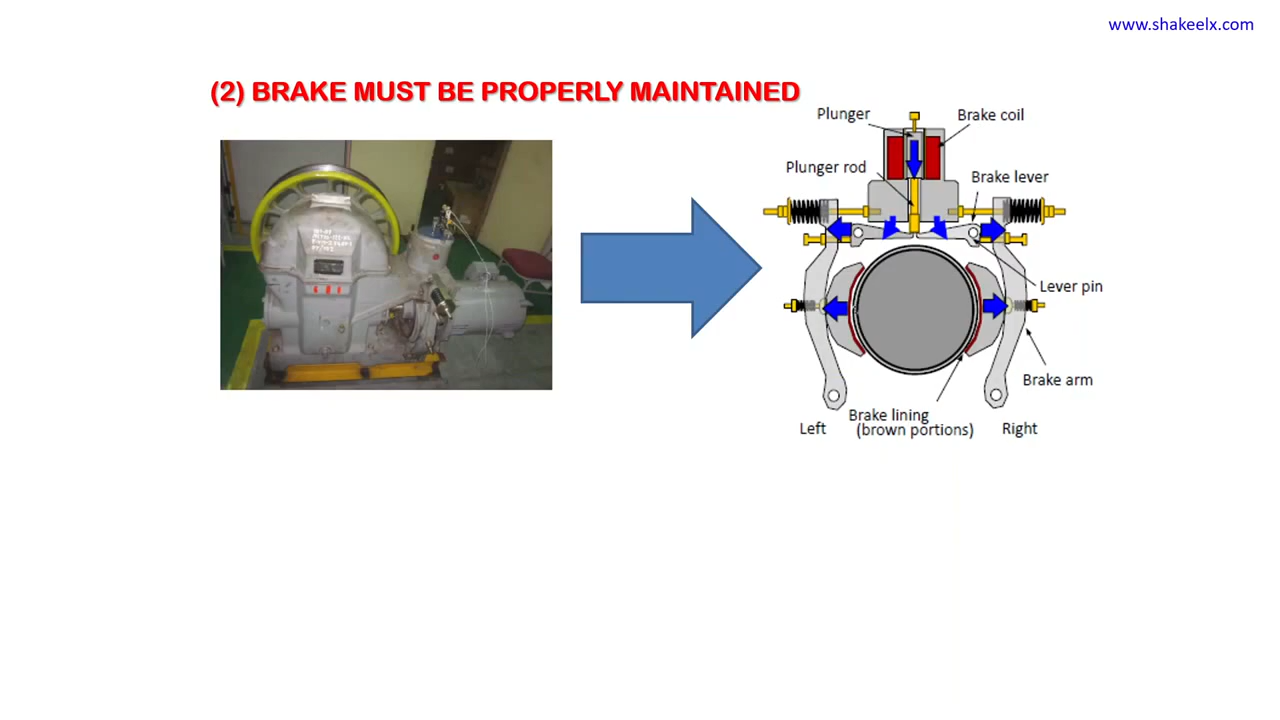 www.shakeelx.com
(2) BRAKE MUST BE PROPERLY MAINTAINED
Plunger
Brake coil
Plunger rod
Brake lever
Lever pin
Brake arm
Brake lining
(brown portions)
Left
Right